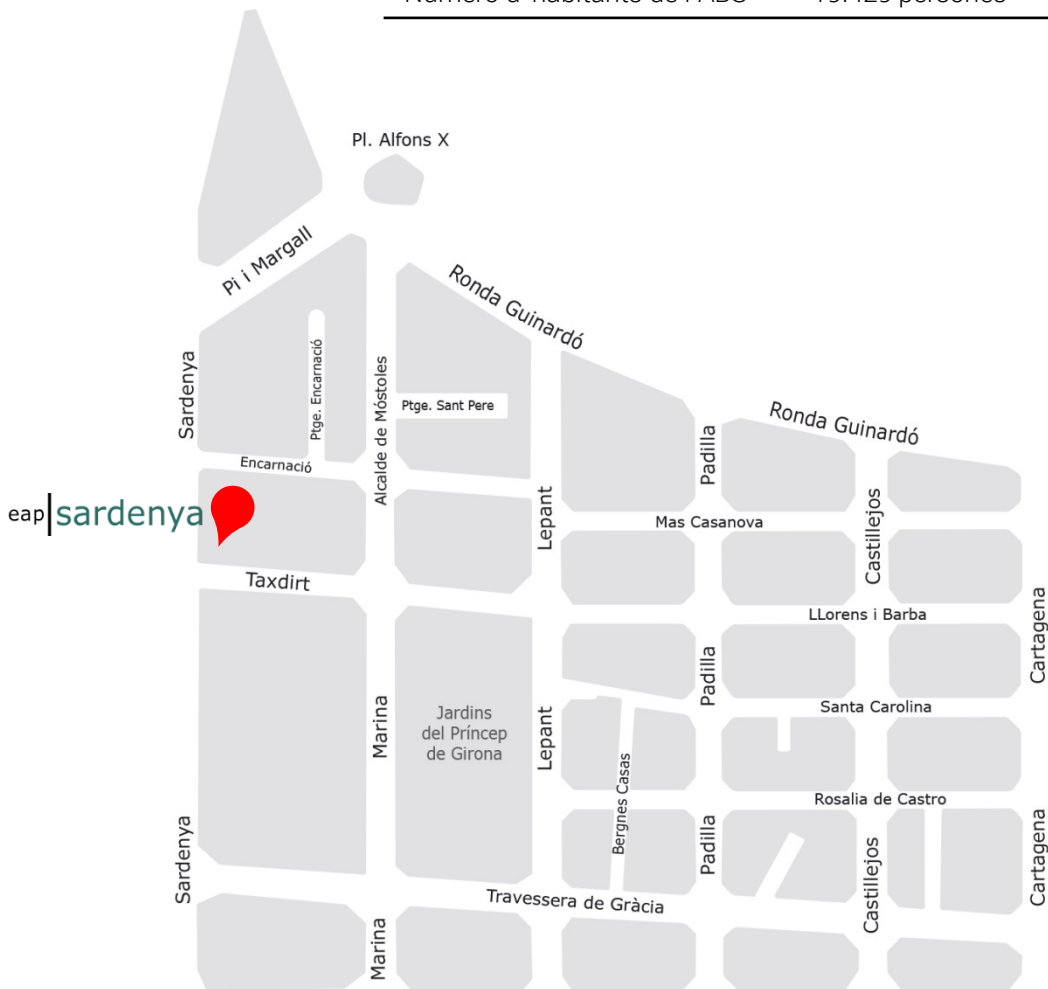 Pl. Alfons X
Pi i Margall
Ronda Guinardó
Sardenya
Ptge. Encarnació
Alcalde de Móstoles
Ptge. Sant Pere
Ronda Guinardó
Padilla
Encarnació
eap|sardenya
Lepant
Mas Casanova
Castillejos
Taxdirt
LLorens i Barba
Cartagena
Padilla
Marina
Jardins
del Príncep
de Girona
Lepant
Santa Carolina
Bergnes Casas
Rosalia de Castro
Sardenya
Padilla
Castillejos
Cartagena
Travessera de Gràcia
Marina